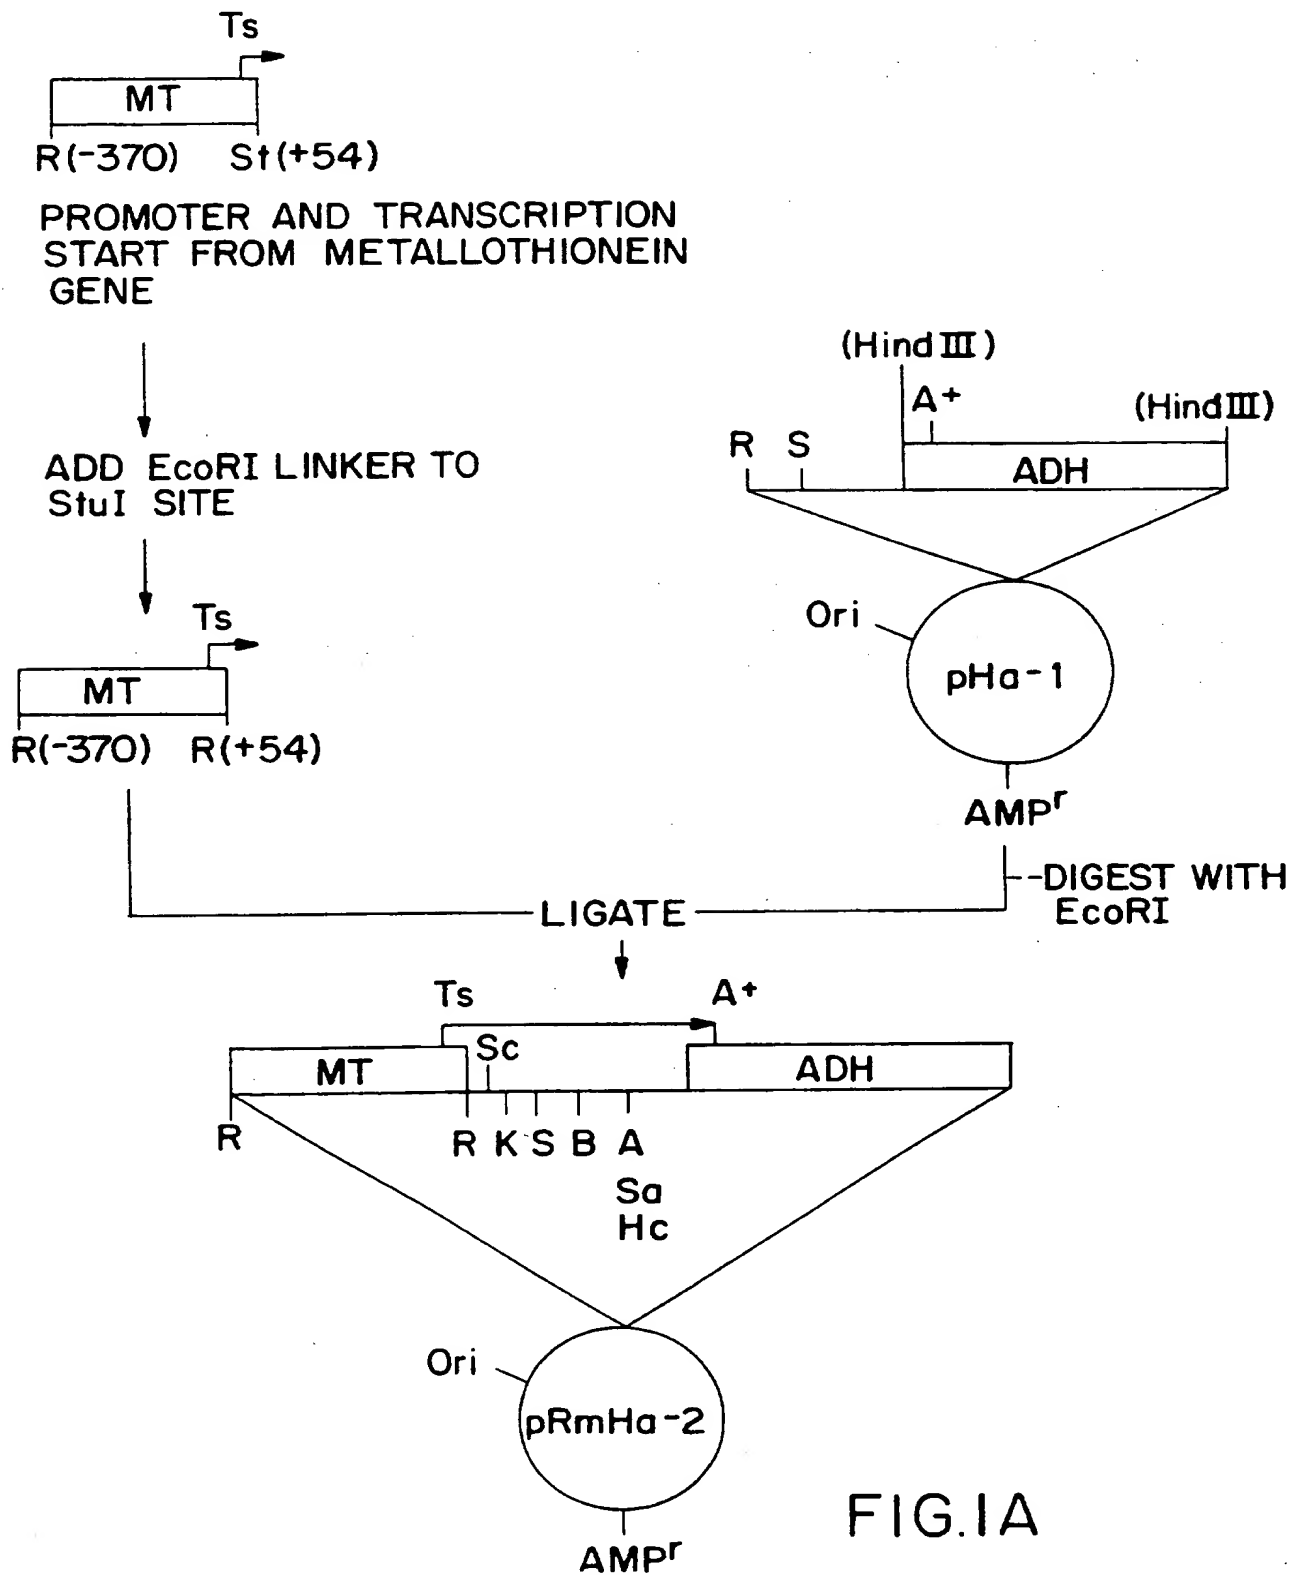 Ts
MT
R(-370) St(+54)
PROMOTER AND TRANSCRIPTION
START FROM METALLOTHIONEIN
GENE
ADD EcoRI LINKER TO
StuI SITE
Ts
MT
R(-370) R(+54)
(Hind III)
A+
(Hind III)
R S
ADH
Ori
pHa-1
AMPr
--DIGEST WITH
EcoRI
LIGATE
Ts A+
Sc
MT ADH
R R K S B A
Sa
Hc
Ori
pRmHa-2
AMPr
FIG.1A